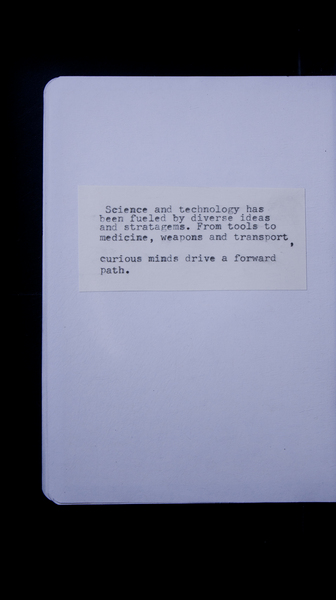 Science and technology has
been fueled by diverse ideas
and stratagems. From tools to
medicine, weapons and transport,
curious minds drive a forward
path.